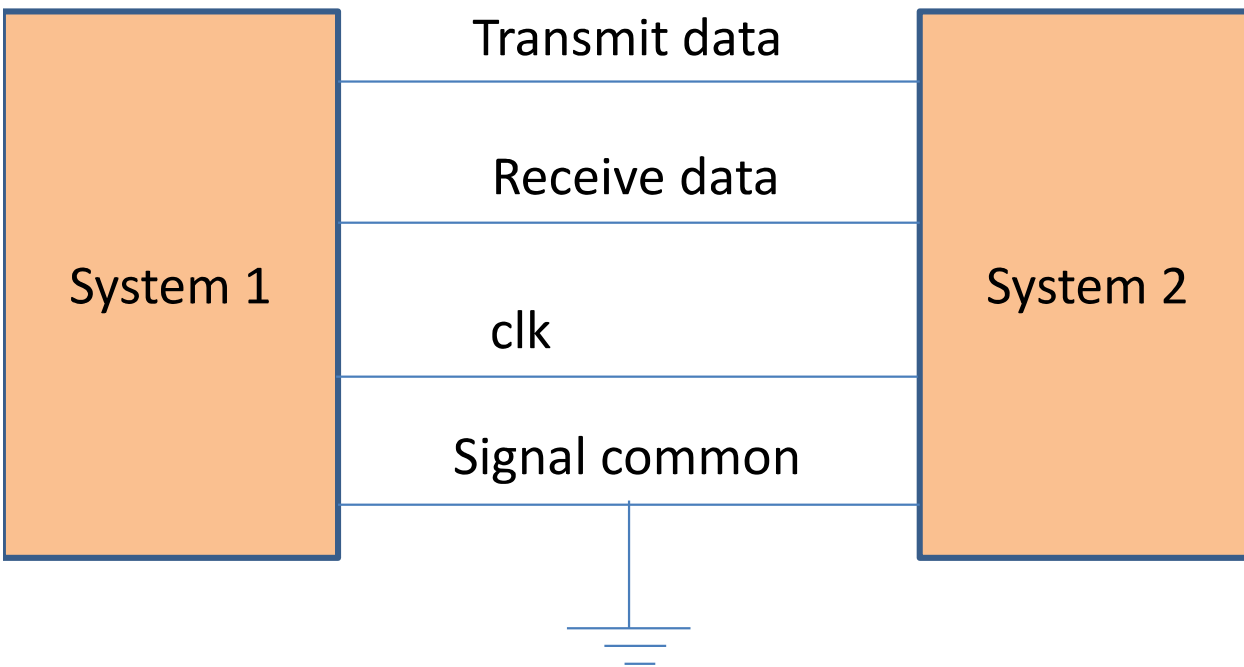 Transmit data
Receive data
System 1
System 2
clk
Signal common